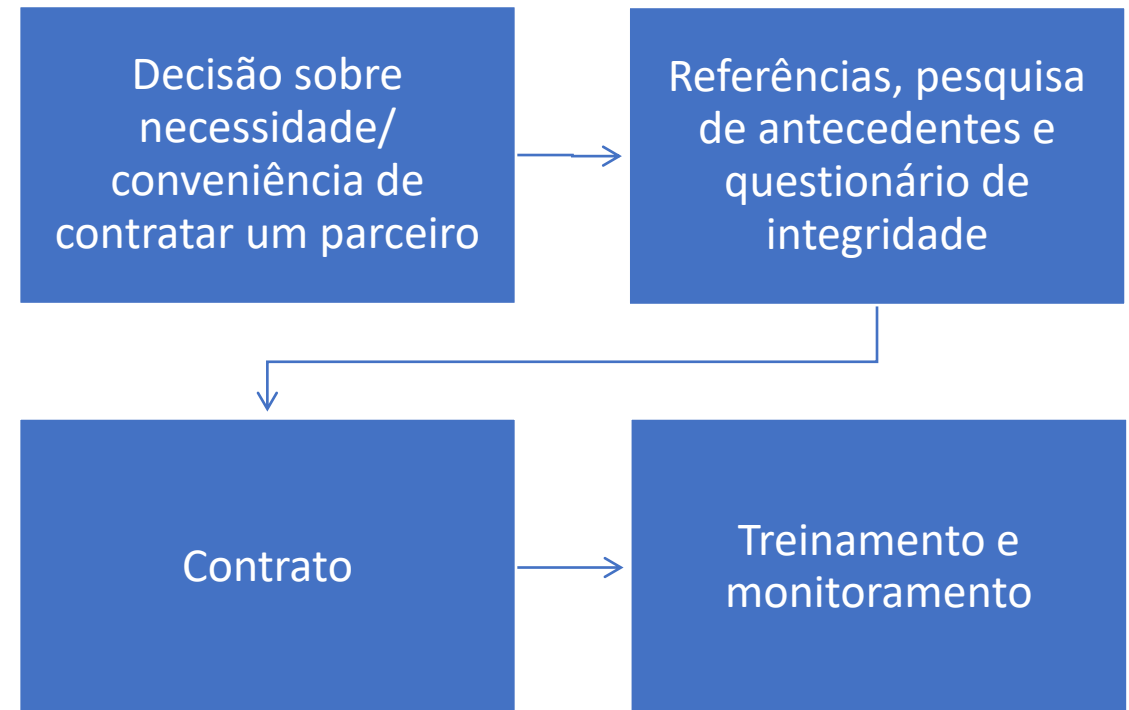 Decisão sobre
necessidade/
conveniência de
contratar um parceiro
Referências, pesquisa
de antecedentes e
questionário de
integridade
Contrato
Treinamento e
monitoramento